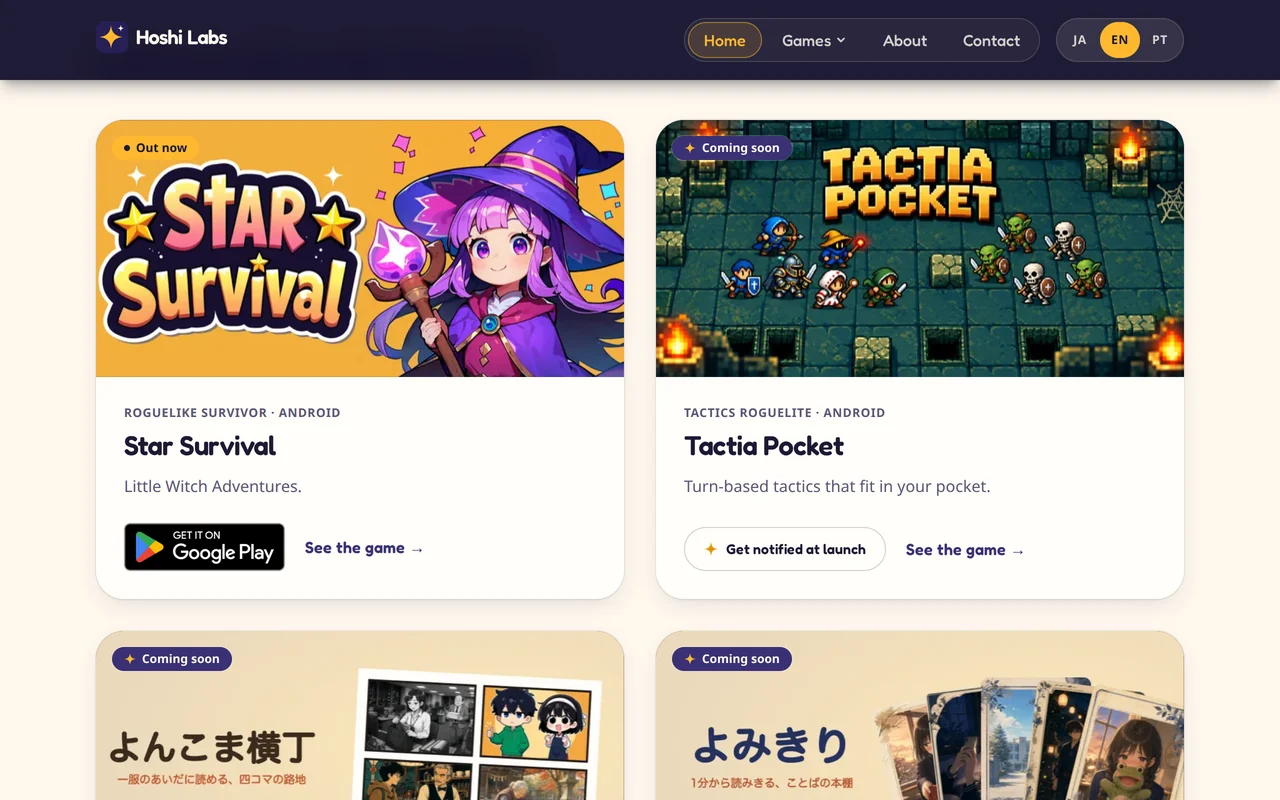 Hoshi Labs
Home
Games
About
Contact
JA
EN
PT
Out now
STAR
Survival
ROGUELIKE SURVIVOR · ANDROID
Star Survival
Little Witch Adventures.
GET IT ON
Google Play
See the game →
Coming soon
TACTIA
POCKET
TACTICS ROGUELITE · ANDROID
Tactia Pocket
Turn-based tactics that fit in your pocket.
Get notified at launch
See the game →
Coming soon
よんこま横丁
一服のあいだに読める、四コマの路地
Coming soon
よみきり
1分から読みきる、ことばの本棚